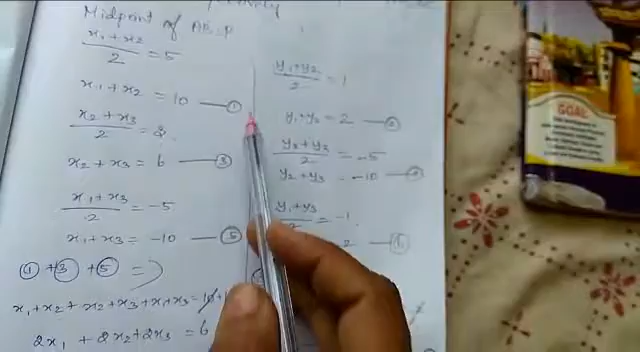 Midpoint of AB, P
x₁ + x₂ / 2 = 5
x₁ + x₂ = 10 — ①
x₂ + x₃ / 2 = 3
x₂ + x₃ = 6 — ③
x₁ + x₃ / 2 = -5
x₁ + x₃ = -10 — ⑤
① + ③ + ⑤ ⇒
x₁ + x₂ + x₂ + x₃ + x₁ + x₃ = 10 +
2x₁ + 2x₂ + 2x₃ = 6
y₁ + y₂ / 2 = 1
y₁ + y₂ = 2 — ②
y₂ + y₃ / 2 = -5
y₂ + y₃ = -10 — ④
y₁ + y₃ / 2 = -1
2 — ⑥
GOAL